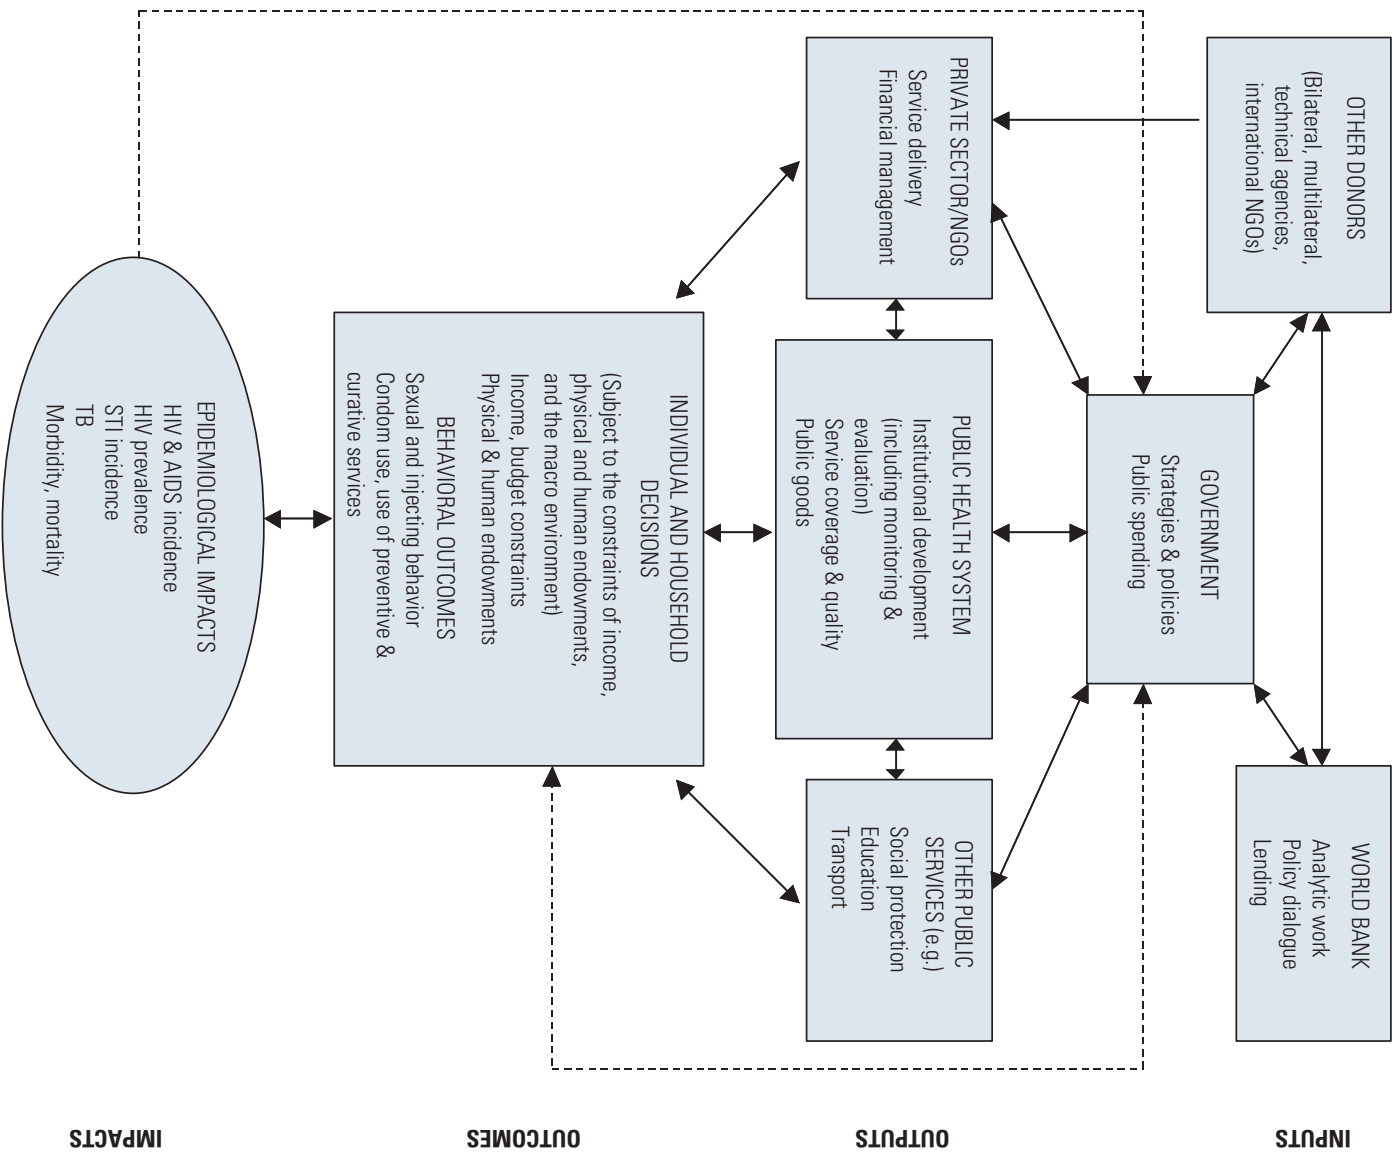 INPUTS
OTHER DONORS
(Bilateral, multilateral,
technical agencies,
international NGOs)
WORLD BANK
Analytic work
Policy dialogue
Lending
GOVERNMENT
Strategies & policies
Public spending
OUTPUTS
PRIVATE SECTOR/NGOs
Service delivery
Financial management
PUBLIC HEALTH SYSTEM
Institutional development
(including monitoring &
evaluation)
Service coverage & quality
Public goods
OTHER PUBLIC
SERVICES (e.g.)
Social protection
Education
Transport
OUTCOMES
INDIVIDUAL AND HOUSEHOLD
DECISIONS
(Subject to the constraints of income,
physical and human endowments,
and the macro environment)
Income, budget constraints
Physical & human endowments
BEHAVIORAL OUTCOMES
Sexual and injecting behavior
Condom use, use of preventive &
curative services
IMPACTS
EPIDEMIOLOGICAL IMPACTS
HIV & AIDS incidence
HIV prevalence
STI incidence
TB
Morbidity, mortality